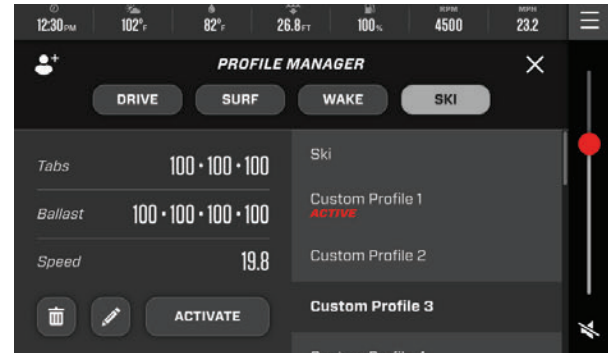 RPM MPH
12:30PM 102°F 82°F 26.8FT 100% 4500 23.2
PROFILE MANAGER
DRIVE SURF WAKE SKI
Tabs 100•100•100
Ballast 100•100•100•100
Speed 19.8
ACTIVATE
Ski
Custom Profile 1
ACTIVE
Custom Profile 2
Custom Profile 3